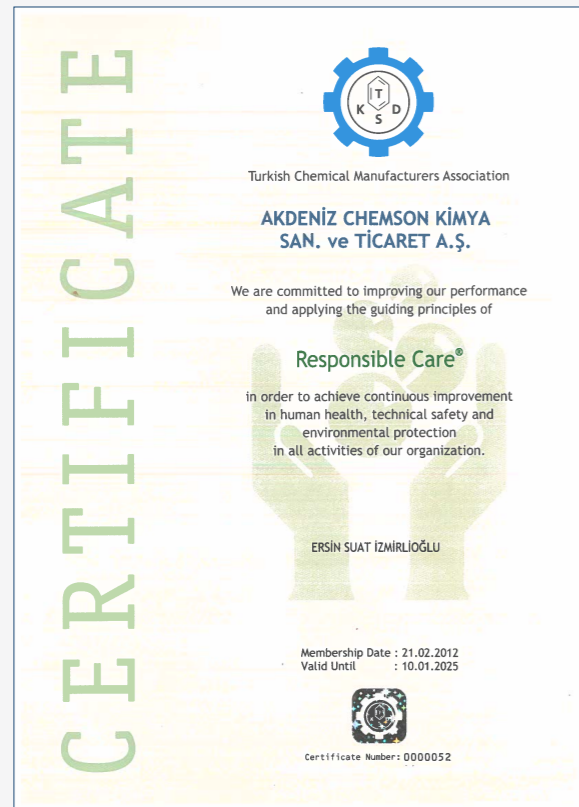 CERTIFICATE
T
K S D
Turkish Chemical Manufacturers Association
AKDENİZ CHEMSON KİMYA
SAN. ve TİCARET A.Ş.
We are committed to improving our performance
and applying the guiding principles of
Responsible Care®
in order to achieve continuous improvement
in human health, technical safety and
environmental protection
in all activities of our organization.
ERSİN SUAT İZMİRLİOĞLU
Membership Date : 21.02.2012
Valid Until : 10.01.2025
Certificate Number: 0000052